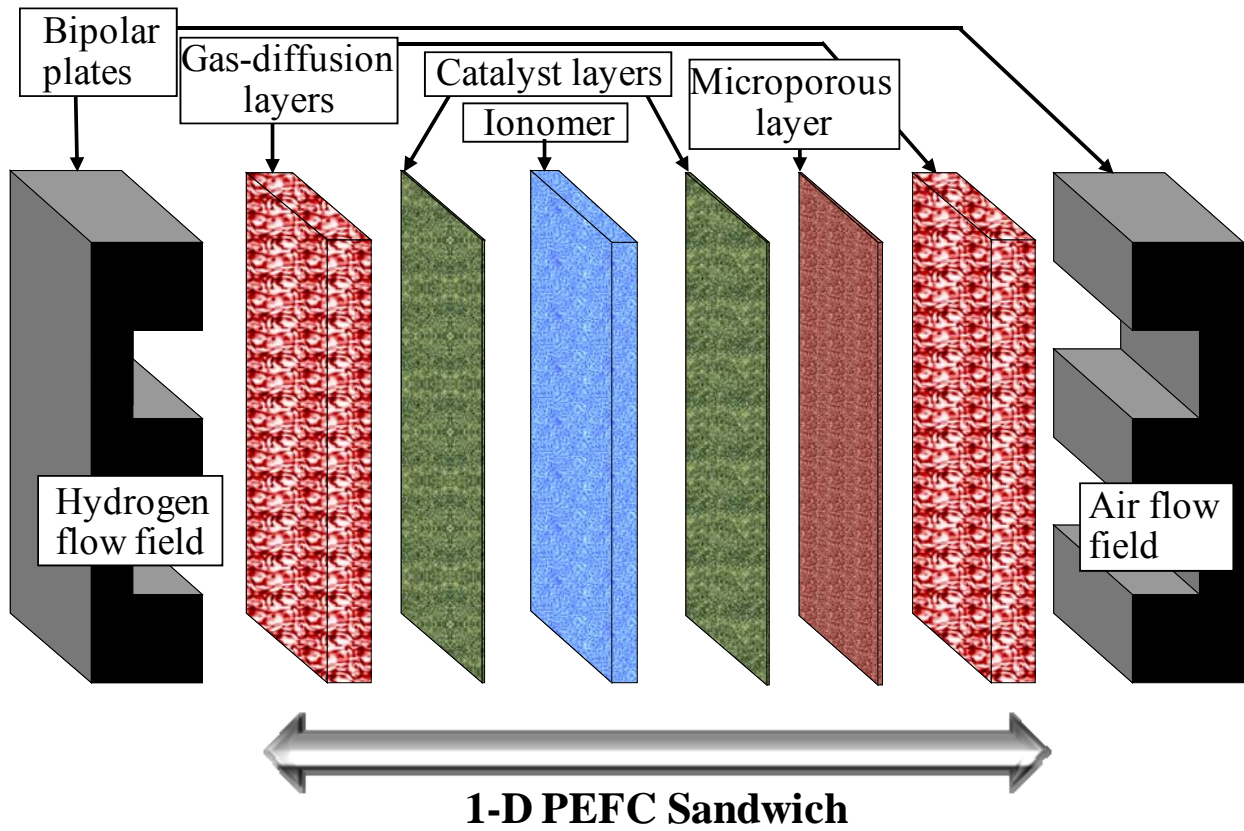 Bipolar
plates
Gas-diffusion
layers
Catalyst layers
Ionomer
Microporous
layer
Hydrogen
flow field
Air flow
field
1-D PEFC Sandwich